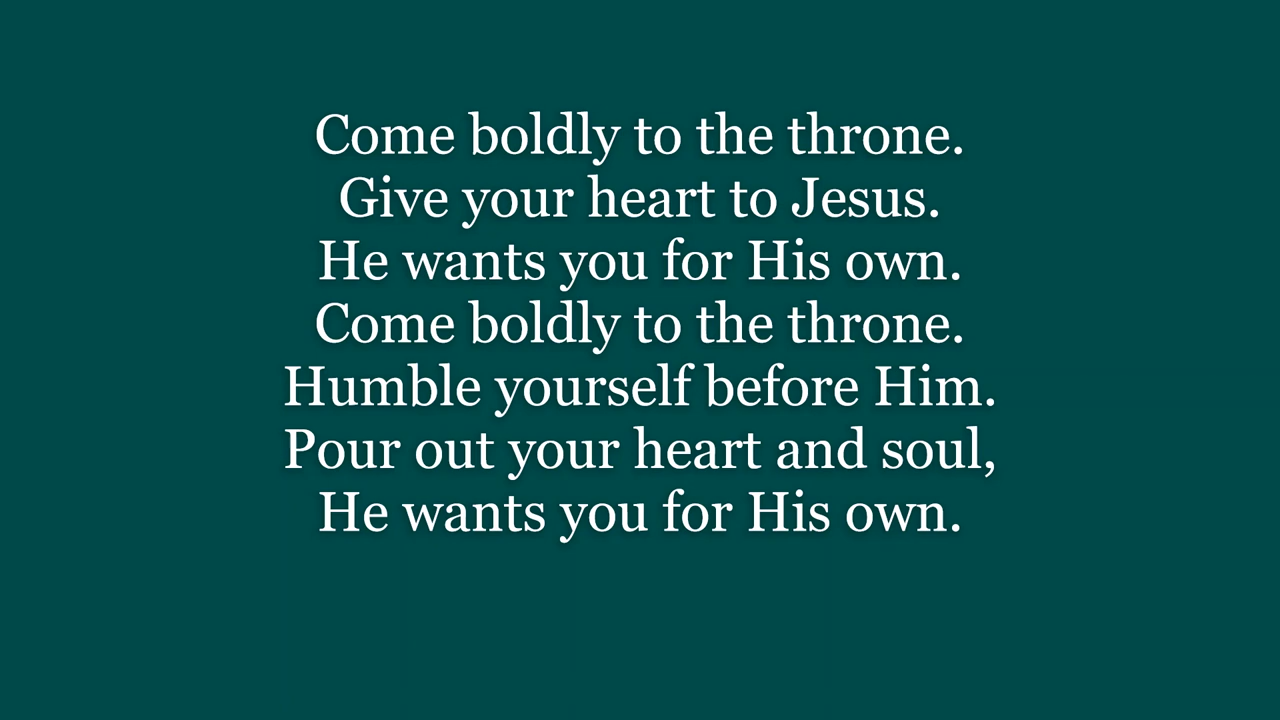 Come boldly to the throne.
Give your heart to Jesus.
He wants you for His own.
Come boldly to the throne.
Humble yourself before Him.
Pour out your heart and soul,
He wants you for His own.